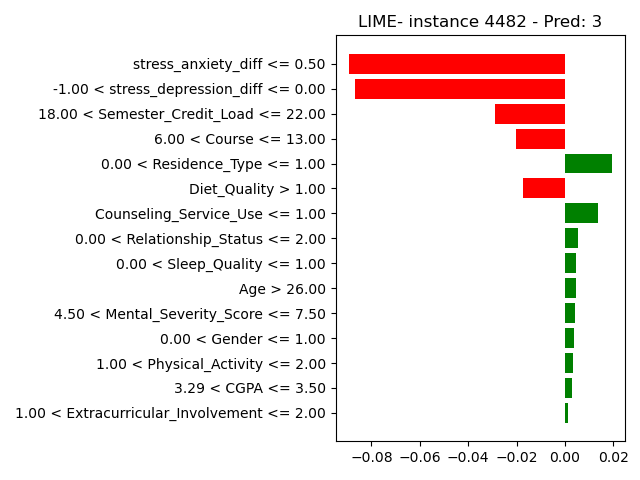 LIME- instance 4482 - Pred: 3
stress_anxiety_diff <= 0.50
-1.00 < stress_depression_diff <= 0.00
18.00 < Semester_Credit_Load <= 22.00
6.00 < Course <= 13.00
0.00 < Residence_Type <= 1.00
Diet_Quality > 1.00
Counseling_Service_Use <= 1.00
0.00 < Relationship_Status <= 2.00
0.00 < Sleep_Quality <= 1.00
Age > 26.00
4.50 < Mental_Severity_Score <= 7.50
0.00 < Gender <= 1.00
1.00 < Physical_Activity <= 2.00
3.29 < CGPA <= 3.50
1.00 < Extracurricular_Involvement <= 2.00
−0.08 −0.06 −0.04 −0.02 0.00 0.02